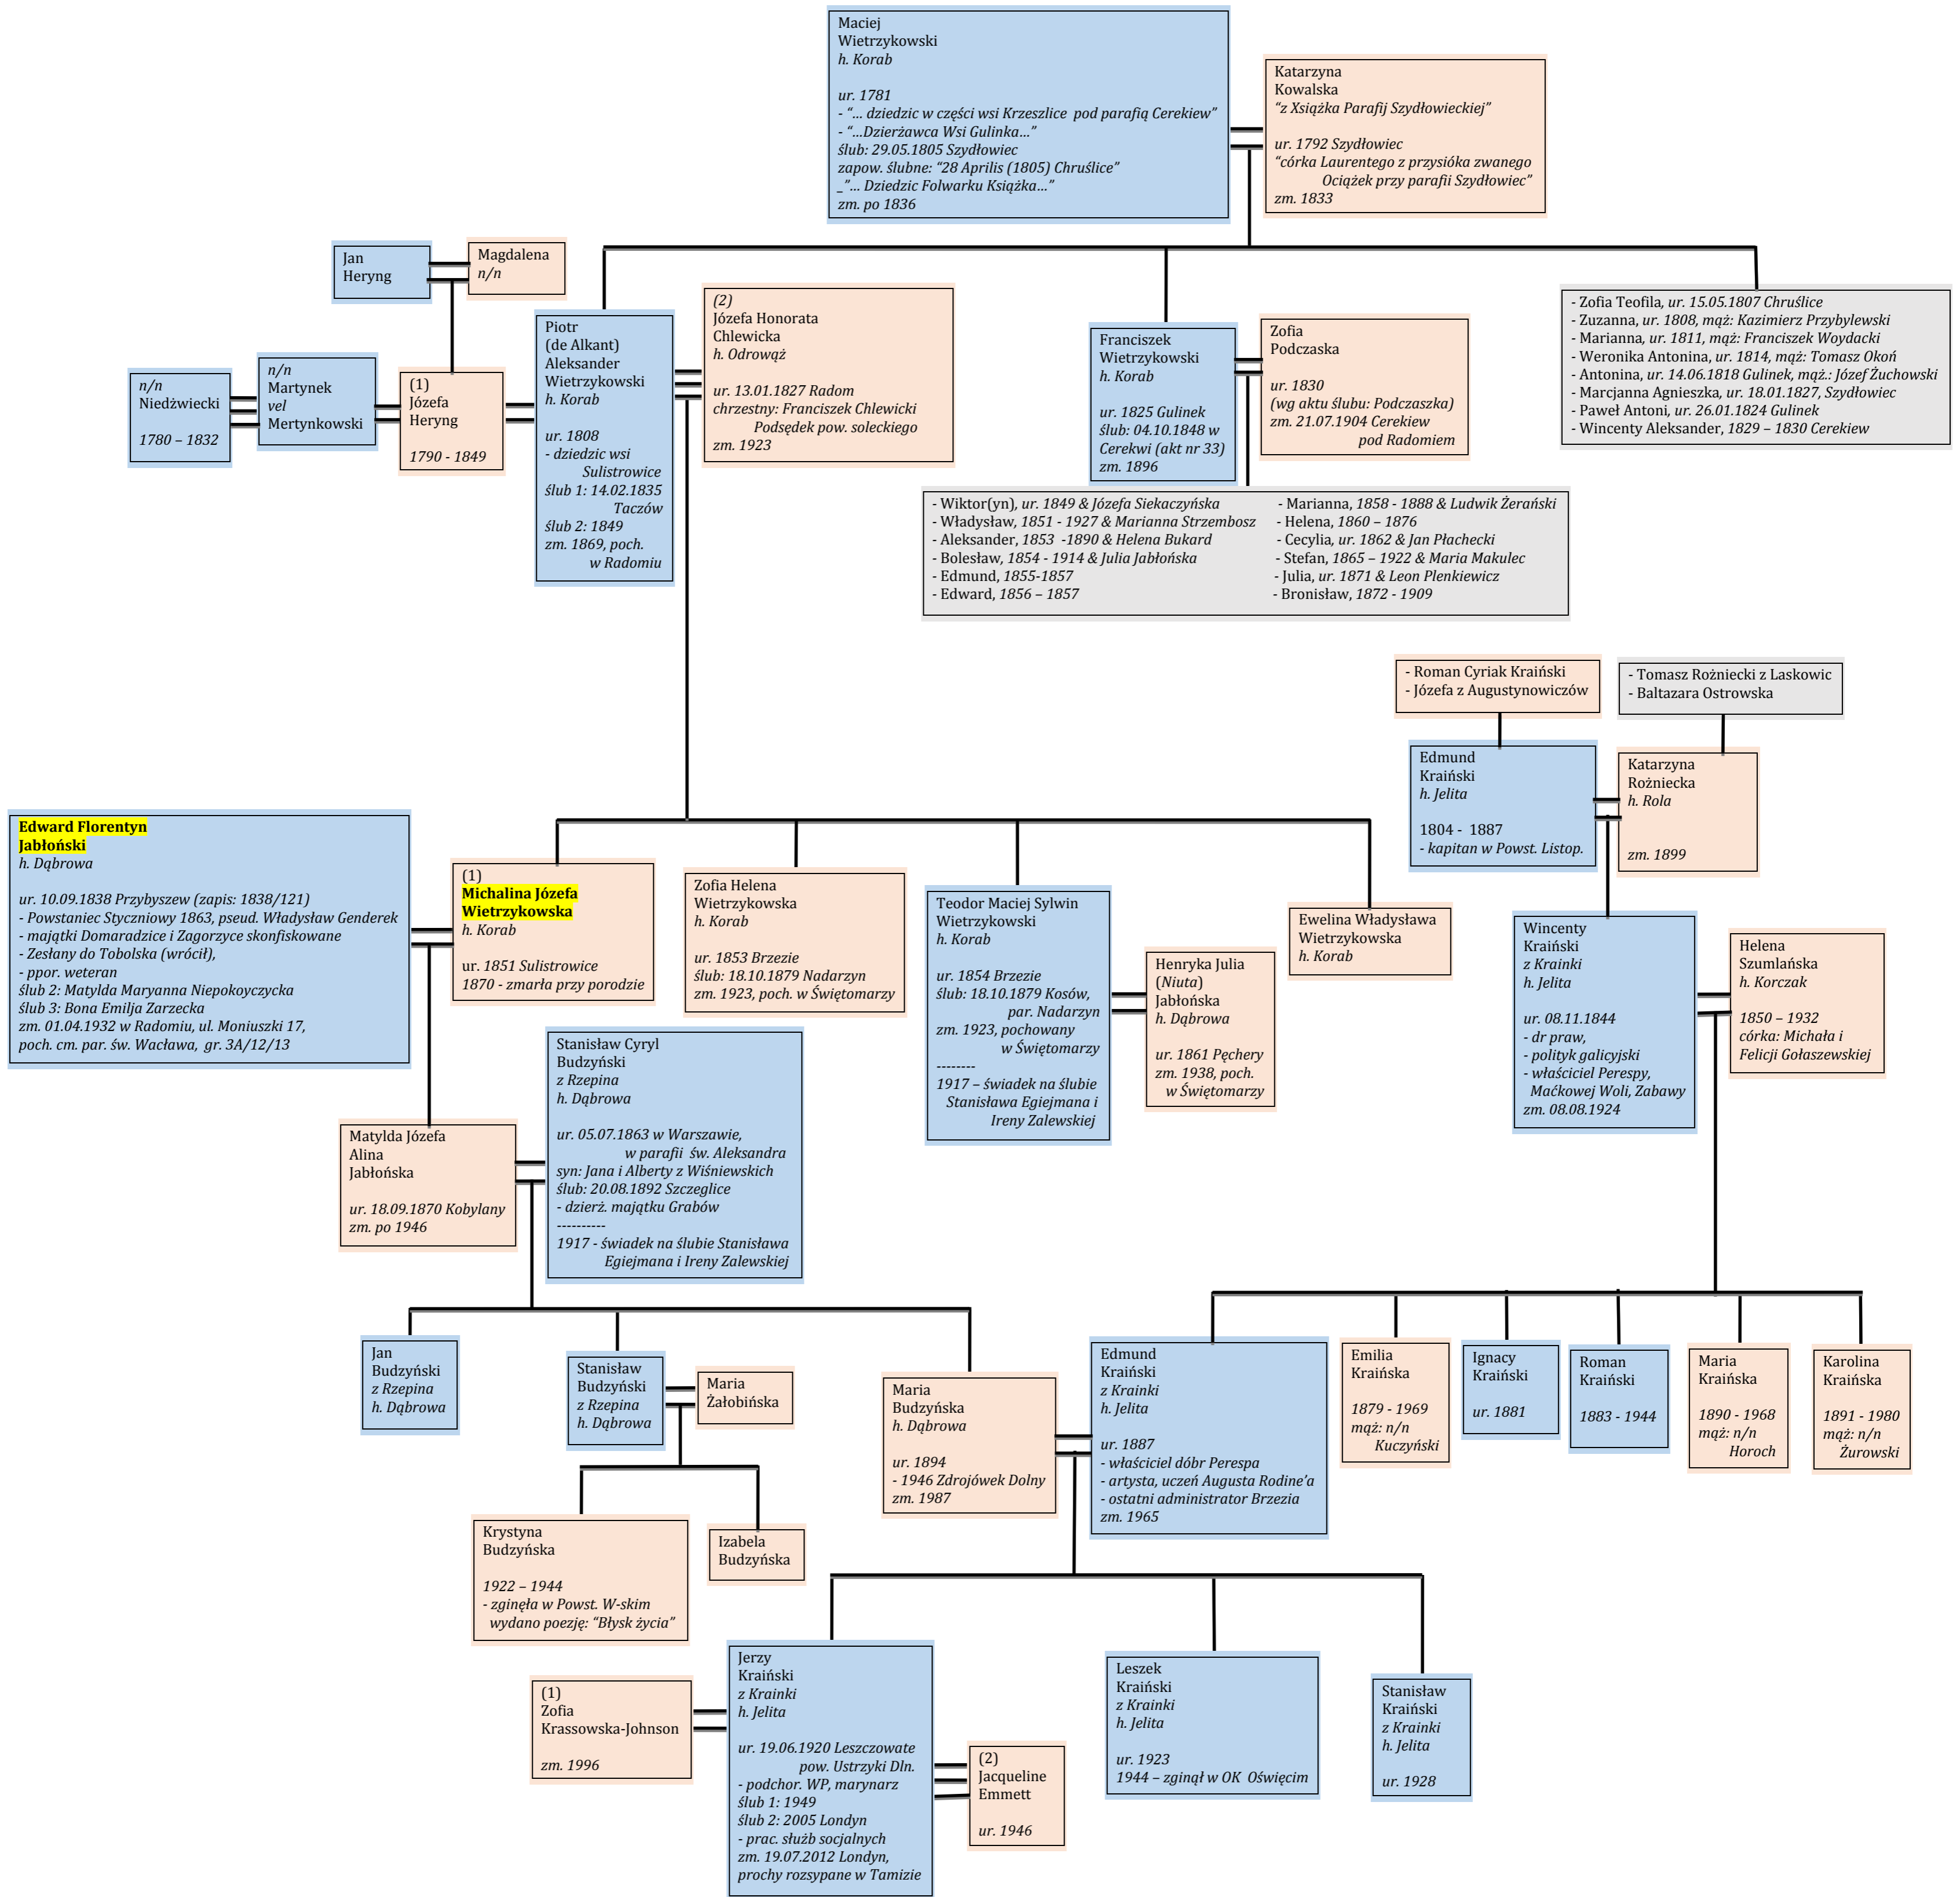 Maciej
Wietrzykowski
h. Korab
ur. 1781
- “... dziedzic w części wsi Krzeszlice pod parafią Cerekiew”
- “...Dzierżawca Wsi Gulinka...”
ślub: 29.05.1805 Szydłowiec
zapow. ślubne: “28 Aprilis (1805) Chruślice”
_”... Dziedzic Folwarku Książka...”
zm. po 1836
Katarzyna
Kowalska
“z Xsiążka Parafij Szydłowieckiej”
ur. 1792 Szydłowiec
“córka Laurentego z przysióka zwanego
Ociążek przy parafii Szydłowiec”
zm. 1833
Jan
Heryng
Magdalena
n/n
n/n
Niedżwiecki
1780 – 1832
n/n
Martynek
vel
Mertynkowski
(1)
Józefa
Heryng
1790 - 1849
Piotr
(de Alkant)
Aleksander
Wietrzykowski
h. Korab
ur. 1808
- dziedzic wsi
Sulistrowice
ślub 1: 14.02.1835
Taczów
ślub 2: 1849
zm. 1869, poch.
w Radomiu
(2)
Józefa Honorata
Chlewicka
h. Odrowąż
ur. 13.01.1827 Radom
chrzestny: Franciszek Chlewicki
Podsędek pow. soleckiego
zm. 1923
Franciszek
Wietrzykowski
h. Korab
ur. 1825 Gulinek
ślub: 04.10.1848 w
Cerekwi (akt nr 33)
zm. 1896
Zofia
Podczaska
ur. 1830
(wg aktu ślubu: Podczaszka)
zm. 21.07.1904 Cerekiew
pod Radomiem
- Zofia Teofila, ur. 15.05.1807 Chruślice
- Zuzanna, ur. 1808, mąż: Kazimierz Przybylewski
- Marianna, ur. 1811, mąż: Franciszek Woydacki
- Weronika Antonina, ur. 1814, mąż: Tomasz Okoń
- Antonina, ur. 14.06.1818 Gulinek, mąż.: Józef Żuchowski
- Marcjanna Agnieszka, ur. 18.01.1827, Szydłowiec
- Paweł Antoni, ur. 26.01.1824 Gulinek
- Wincenty Aleksander, 1829 – 1830 Cerekiew
- Wiktor(yn), ur. 1849 & Józefa Siekaczyńska
- Władysław, 1851 - 1927 & Marianna Strzembosz
- Aleksander, 1853 -1890 & Helena Bukard
- Bolesław, 1854 - 1914 & Julia Jabłońska
- Edmund, 1855-1857
- Edward, 1856 – 1857
- Marianna, 1858 - 1888 & Ludwik Żerański
- Helena, 1860 – 1876
- Cecylia, ur. 1862 & Jan Płachecki
- Stefan, 1865 – 1922 & Maria Makulec
- Julia, ur. 1871 & Leon Plenkiewicz
- Bronisław, 1872 - 1909
- Roman Cyriak Kraiński
- Józefa z Augustynowiczów
- Tomasz Rożniecki z Laskowic
- Baltazara Ostrowska
Edmund
Kraiński
h. Jelita
1804 - 1887
- kapitan w Powst. Listop.
Katarzyna
Rożniecka
h. Rola
zm. 1899
Edward Florentyn
Jabłoński
h. Dąbrowa
ur. 10.09.1838 Przybyszew (zapis: 1838/121)
- Powstaniec Styczniowy 1863, pseud. Władysław Genderek
- majątki Domaradzice i Zagorzyce skonfiskowane
- Zesłany do Tobolska (wrócił),
- ppor. weteran
ślub 2: Matylda Maryanna Niepokoyczycka
ślub 3: Bona Emilja Zarzecka
zm. 01.04.1932 w Radomiu, ul. Moniuszki 17,
poch. cm. par. św. Wacława, gr. 3A/12/13
(1)
Michalina Józefa
Wietrzykowska
h. Korab
ur. 1851 Sulistrowice
1870 - zmarła przy porodzie
Zofia Helena
Wietrzykowska
h. Korab
ur. 1853 Brzezie
ślub: 18.10.1879 Nadarzyn
zm. 1923, poch. w Świętomarzy
Teodor Maciej Sylwin
Wietrzykowski
h. Korab
ur. 1854 Brzezie
ślub: 18.10.1879 Kosów,
par. Nadarzyn
zm. 1923, pochowany
w Świętomarzy
--------
1917 – świadek na ślubie
Stanisława Egiejmana i
Ireny Zalewskiej
Henryka Julia
(Niuta)
Jabłońska
h. Dąbrowa
ur. 1861 Pęchery
zm. 1938, poch.
w Świętomarzy
Ewelina Władysława
Wietrzykowska
h. Korab
Wincenty
Kraiński
z Krainki
h. Jelita
ur. 08.11.1844
- dr praw,
- polityk galicyjski
- właściciel Perespy,
Maćkowej Woli, Zabawy
zm. 08.08.1924
Helena
Szumlańska
h. Korczak
1850 – 1932
córka: Michała i
Felicji Gołaszewskiej
Matylda Józefa
Alina
Jabłońska
ur. 18.09.1870 Kobylany
zm. po 1946
Stanisław Cyryl
Budzyński
z Rzepina
h. Dąbrowa
ur. 05.07.1863 w Warszawie,
w parafii św. Aleksandra
syn: Jana i Alberty z Wiśniewskich
ślub: 20.08.1892 Szczeglice
- dzierż. majątku Grabów
----------
1917 - świadek na ślubie Stanisława
Egiejmana i Ireny Zalewskiej
Jan
Budzyński
z Rzepina
h. Dąbrowa
Stanisław
Budzyński
z Rzepina
h. Dąbrowa
Maria
Żałobińska
Maria
Budzyńska
h. Dąbrowa
ur. 1894
- 1946 Zdrojówek Dolny
zm. 1987
Edmund
Kraiński
z Krainki
h. Jelita
ur. 1887
- właściciel dóbr Perespa
- artysta, uczeń Augusta Rodine’a
- ostatni administrator Brzezia
zm. 1965
Emilia
Kraińska
1879 - 1969
mąż: n/n
Kuczyński
Ignacy
Kraiński
ur. 1881
Roman
Kraiński
1883 - 1944
Maria
Kraińska
1890 - 1968
mąż: n/n
Horoch
Karolina
Kraińska
1891 - 1980
mąż: n/n
Żurowski
Krystyna
Budzyńska
1922 – 1944
- zginęła w Powst. W-skim
wydano poezję: “Błysk życia”
Izabela
Budzyńska
(1)
Zofia
Krassowska-Johnson
zm. 1996
Jerzy
Kraiński
z Krainki
h. Jelita
ur. 19.06.1920 Leszczowate
pow. Ustrzyki Dln.
- podchor. WP, marynarz
ślub 1: 1949
ślub 2: 2005 Londyn
- prac. służb socjalnych
zm. 19.07.2012 Londyn,
prochy rozsypane w Tamizie
(2)
Jacqueline
Emmett
ur. 1946
Leszek
Kraiński
z Krainki
h. Jelita
ur. 1923
1944 – zginął w OK Oświęcim
Stanisław
Kraiński
z Krainki
h. Jelita
ur. 1928